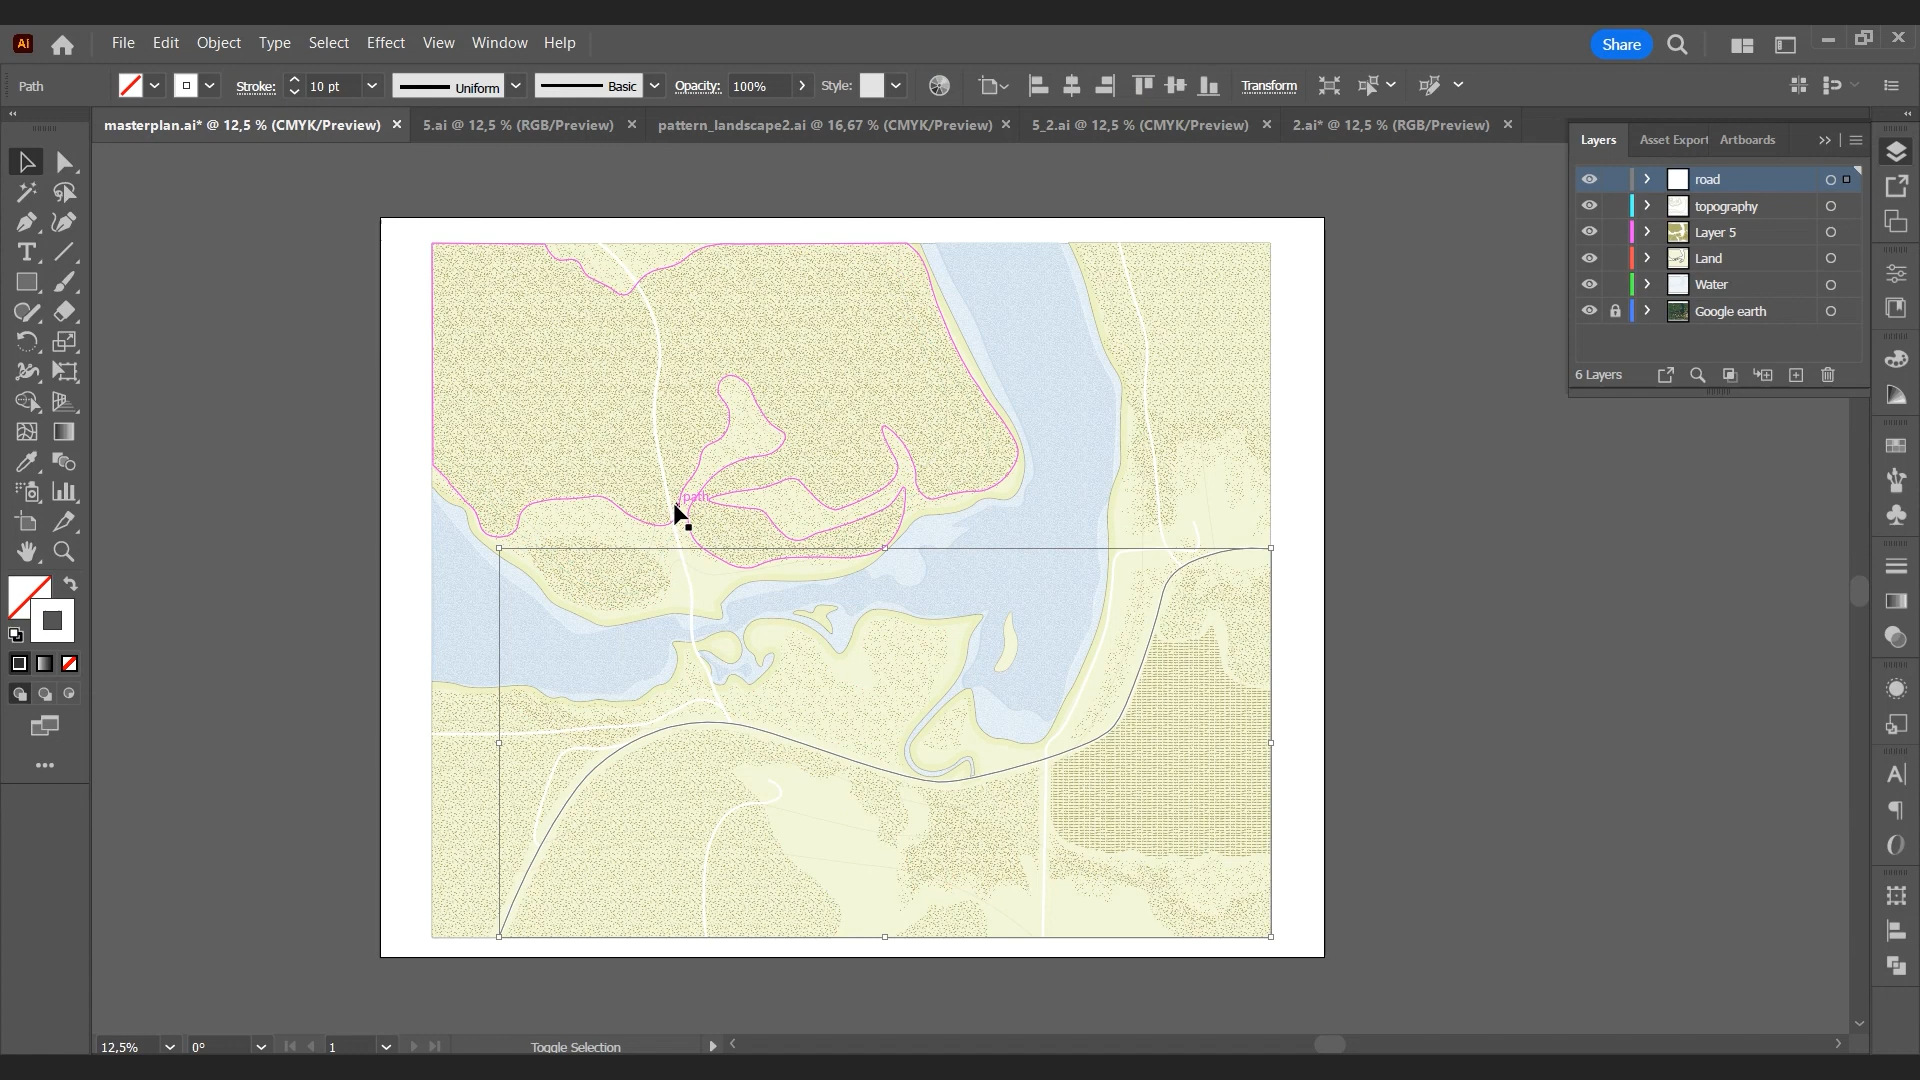 Ai File Edit Object Type Select Effect View Window Help Share
Path Stroke: 10 pt Uniform Basic Opacity: 100% Style: Transform
masterplan.ai* @ 12,5 % (CMYK/Preview) 5.ai @ 12,5 % (RGB/Preview) pattern_landscape2.ai @ 16,67 % (CMYK/Preview) 5_2.ai @ 12,5 % (CMYK/Preview) 2.ai* @ 12,5 % (RGB/Preview)
Layers Asset Export Artboards
road
topography
Layer 5
Land
Water
Google earth
6 Layers
path
12,5% 0° 1 Toggle Selection